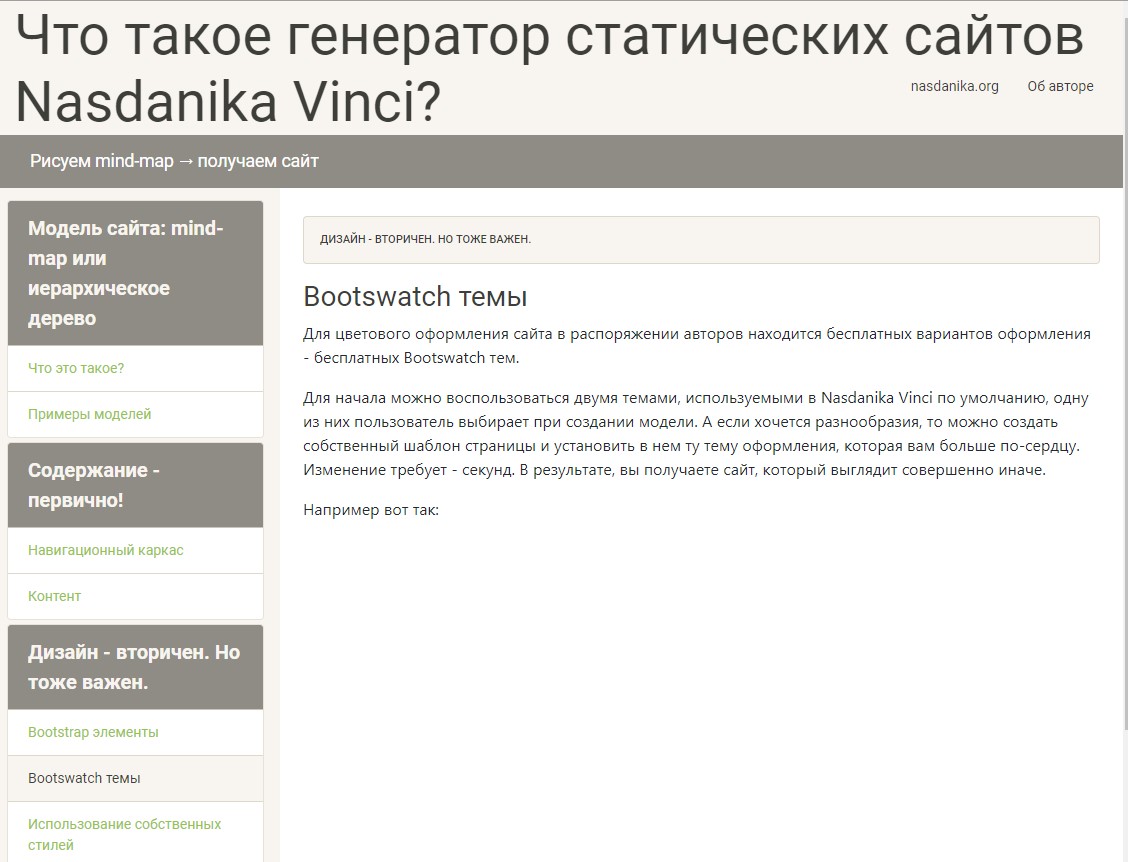 Что такое генератор статических сайтов
Nasdanika Vinci?
nasdanika.org
Об авторе
Рисуем mind-map → получаем сайт
Модель сайта: mind-
map или
иерархическое
дерево
Что это такое?
Примеры моделей
Содержание -
первично!
Навигационный каркас
Контент
Дизайн - вторичен. Но
тоже важен.
Bootstrap элементы
Bootswatch темы
Использование собственных
стилей
ДИЗАЙН - ВТОРИЧЕН. НО ТОЖЕ ВАЖЕН.
Bootswatch темы
Для цветового оформления сайта в распоряжении авторов находится бесплатных вариантов оформления
- бесплатных Bootswatch тем.
Для начала можно воспользоваться двумя темами, используемыми в Nasdanika Vinci по умолчанию, одну
из них пользователь выбирает при создании модели. А если хочется разнообразия, то можно создать
собственный шаблон страницы и установить в нем ту тему оформления, которая вам больше по-сердцу.
Изменение требует - секунд. В результате, вы получаете сайт, который выглядит совершенно иначе.
Например вот так: